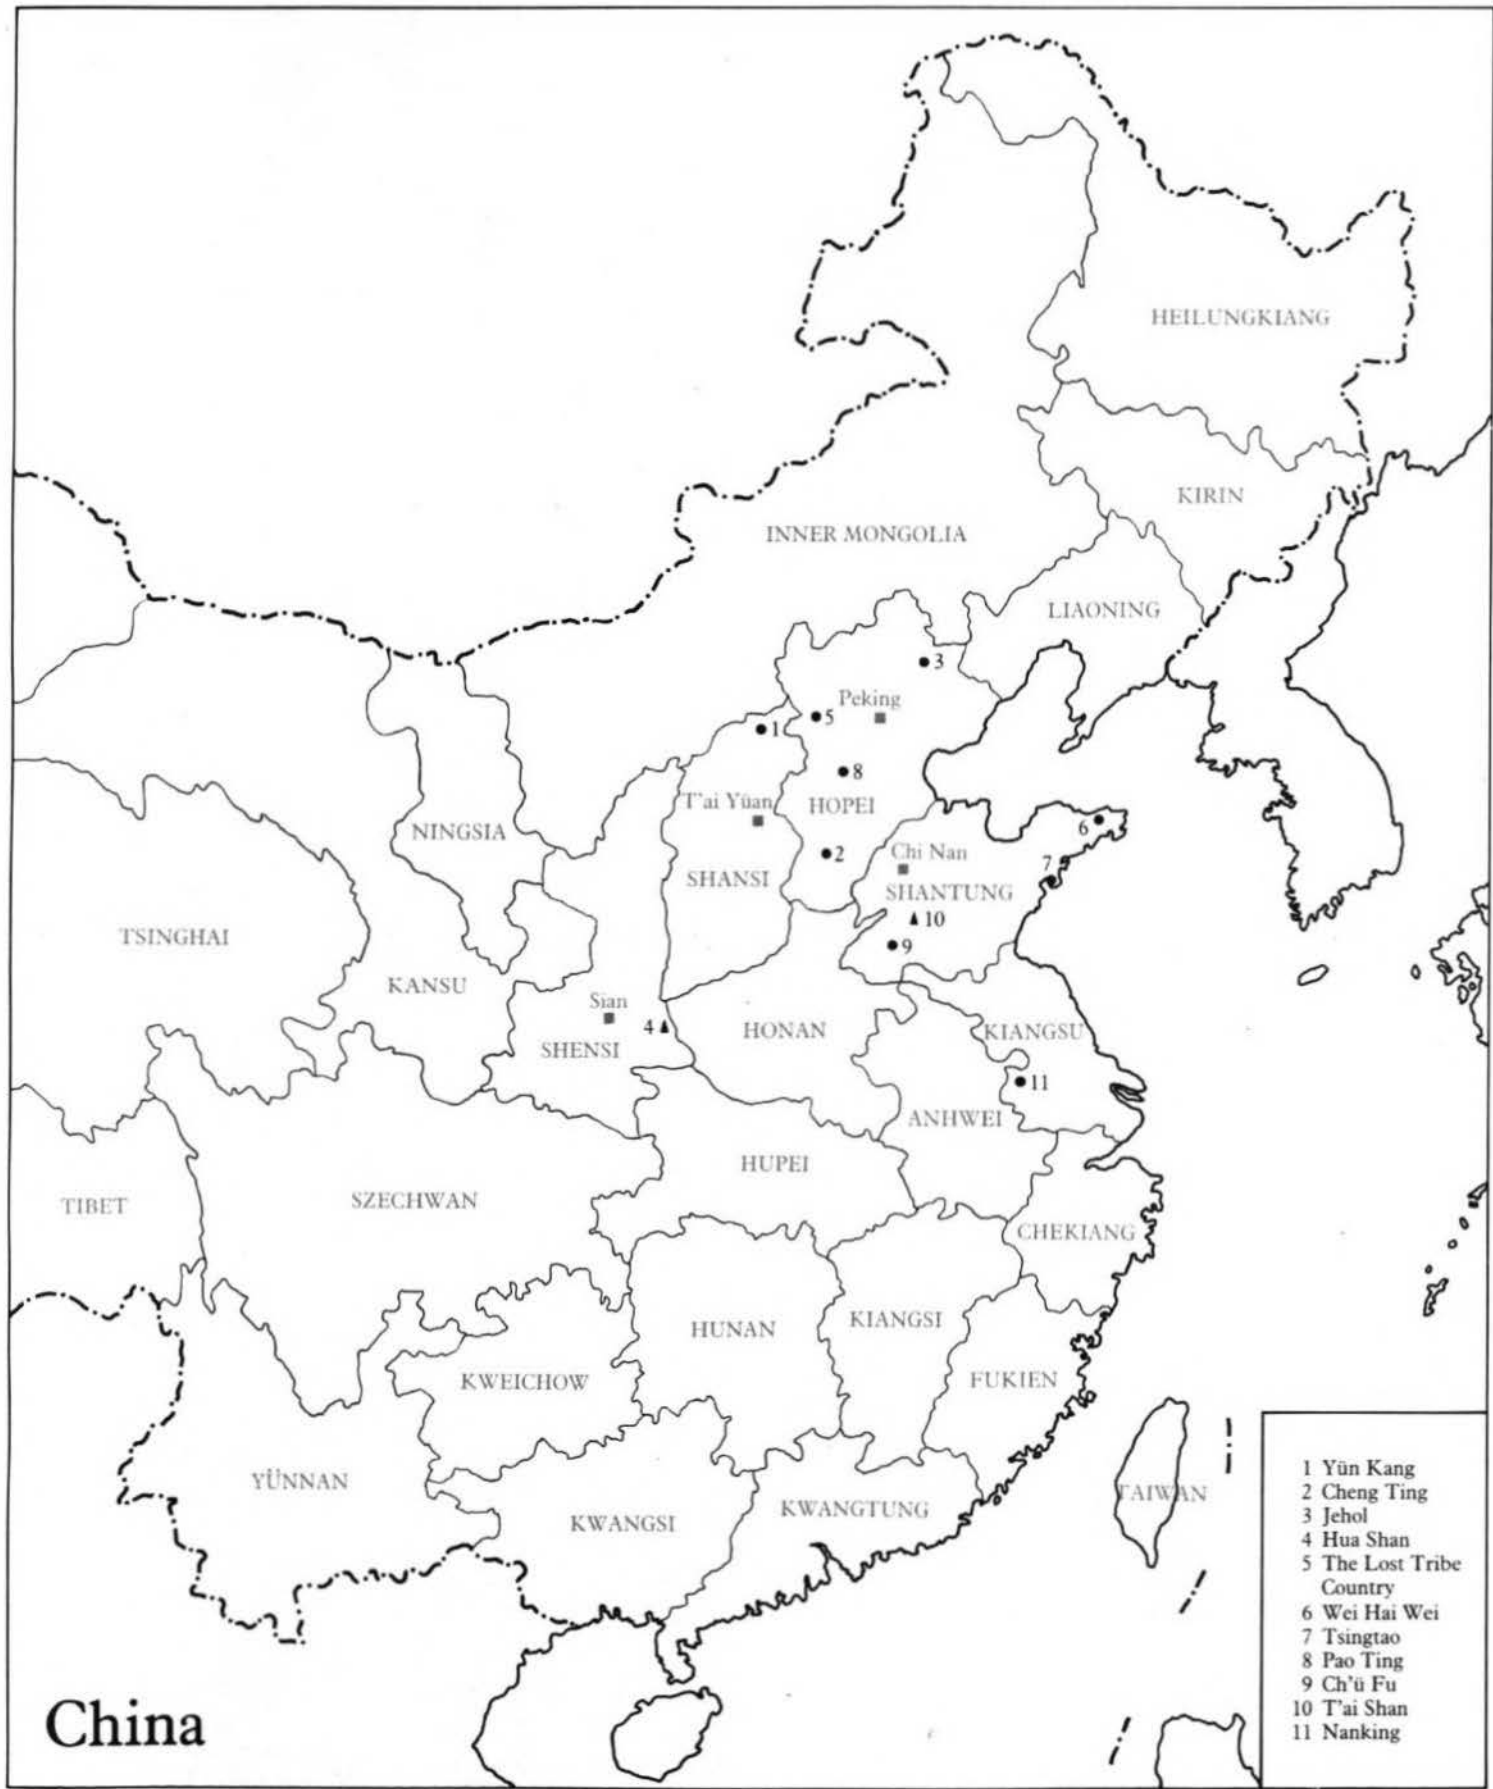 HEILUNGKIANG
KIRIN
INNER MONGOLIA
LIAONING
3
Peking
5
1
8
T'ai Yüan
HOPEI
6
NINGSIA
2
Chi Nan
7
SHANSI
SHANTUNG
10
TSINGHAI
9
KANSU
Sian
4
HONAN
KIANGSU
SHENSI
11
ANHWEI
HUPEI
TIBET
SZECHWAN
CHEKIANG
HUNAN
KIANGSI
KWEICHOW
FUKIEN
YÜNNAN
KWANGSI
KWANGTUNG
TAIWAN
1 Yün Kang
2 Cheng Ting
3 Jehol
4 Hua Shan
5 The Lost Tribe
Country
6 Wei Hai Wei
7 Tsingtao
8 Pao Ting
9 Ch'ü Fu
10 T'ai Shan
11 Nanking
China